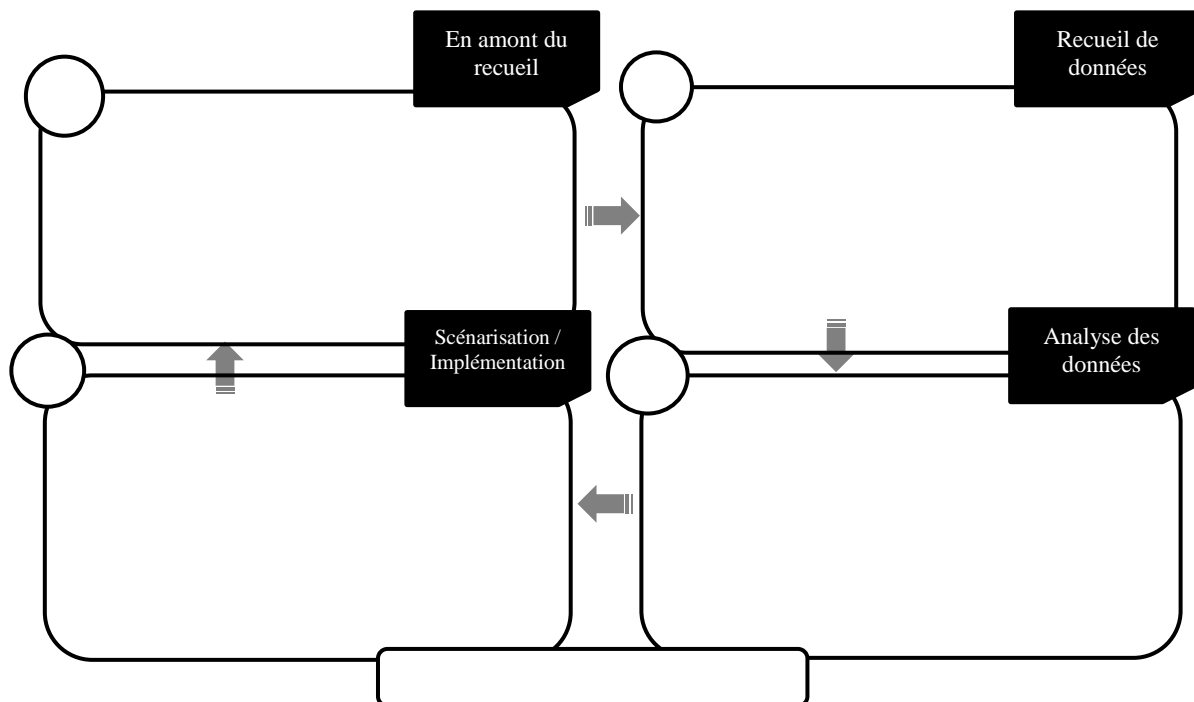 En amont du
recueil
Recueil de
données
Scénarisation /
Implémentation
Analyse des
données